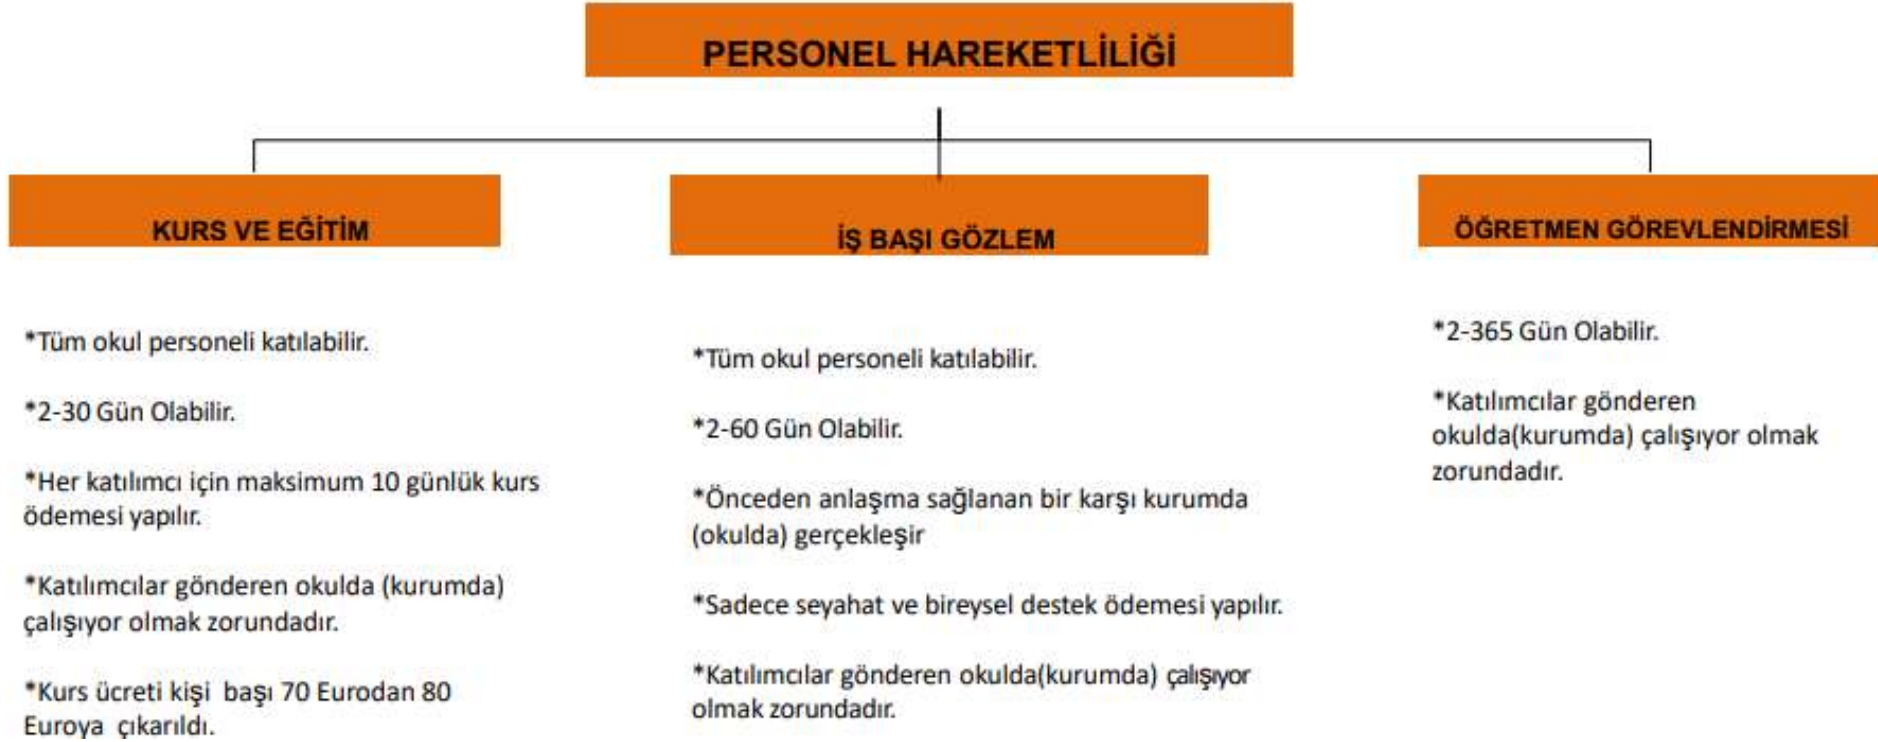 PERSONEL HAREKETLİLİĞİ
KURS VE EĞİTİM
*Tüm okul personeli katılabilir.
*2-30 Gün Olabilir.
*Her katılımcı için maksimum 10 günlük kurs
ödemesi yapılır.
*Katılımcılar gönderen okulda (kurumda)
çalışıyor olmak zorundadır.
*Kurs ücreti kişi başı 70 Eurodan 80
Euroya çıkarıldı.
İŞ BAŞI GÖZLEM
*Tüm okul personeli katılabilir.
*2-60 Gün Olabilir.
*Önceden anlaşma sağlanan bir karşı kurumda
(okulda) gerçekleşir
*Sadece seyahat ve bireysel destek ödemesi yapılır.
*Katılımcılar gönderen okulda(kurumda) çalışıyor
olmak zorundadır.
ÖĞRETMEN GÖREVLENDİRMESİ
*2-365 Gün Olabilir.
*Katılımcılar gönderen
okulda(kurumda) çalışıyor olmak
zorundadır.